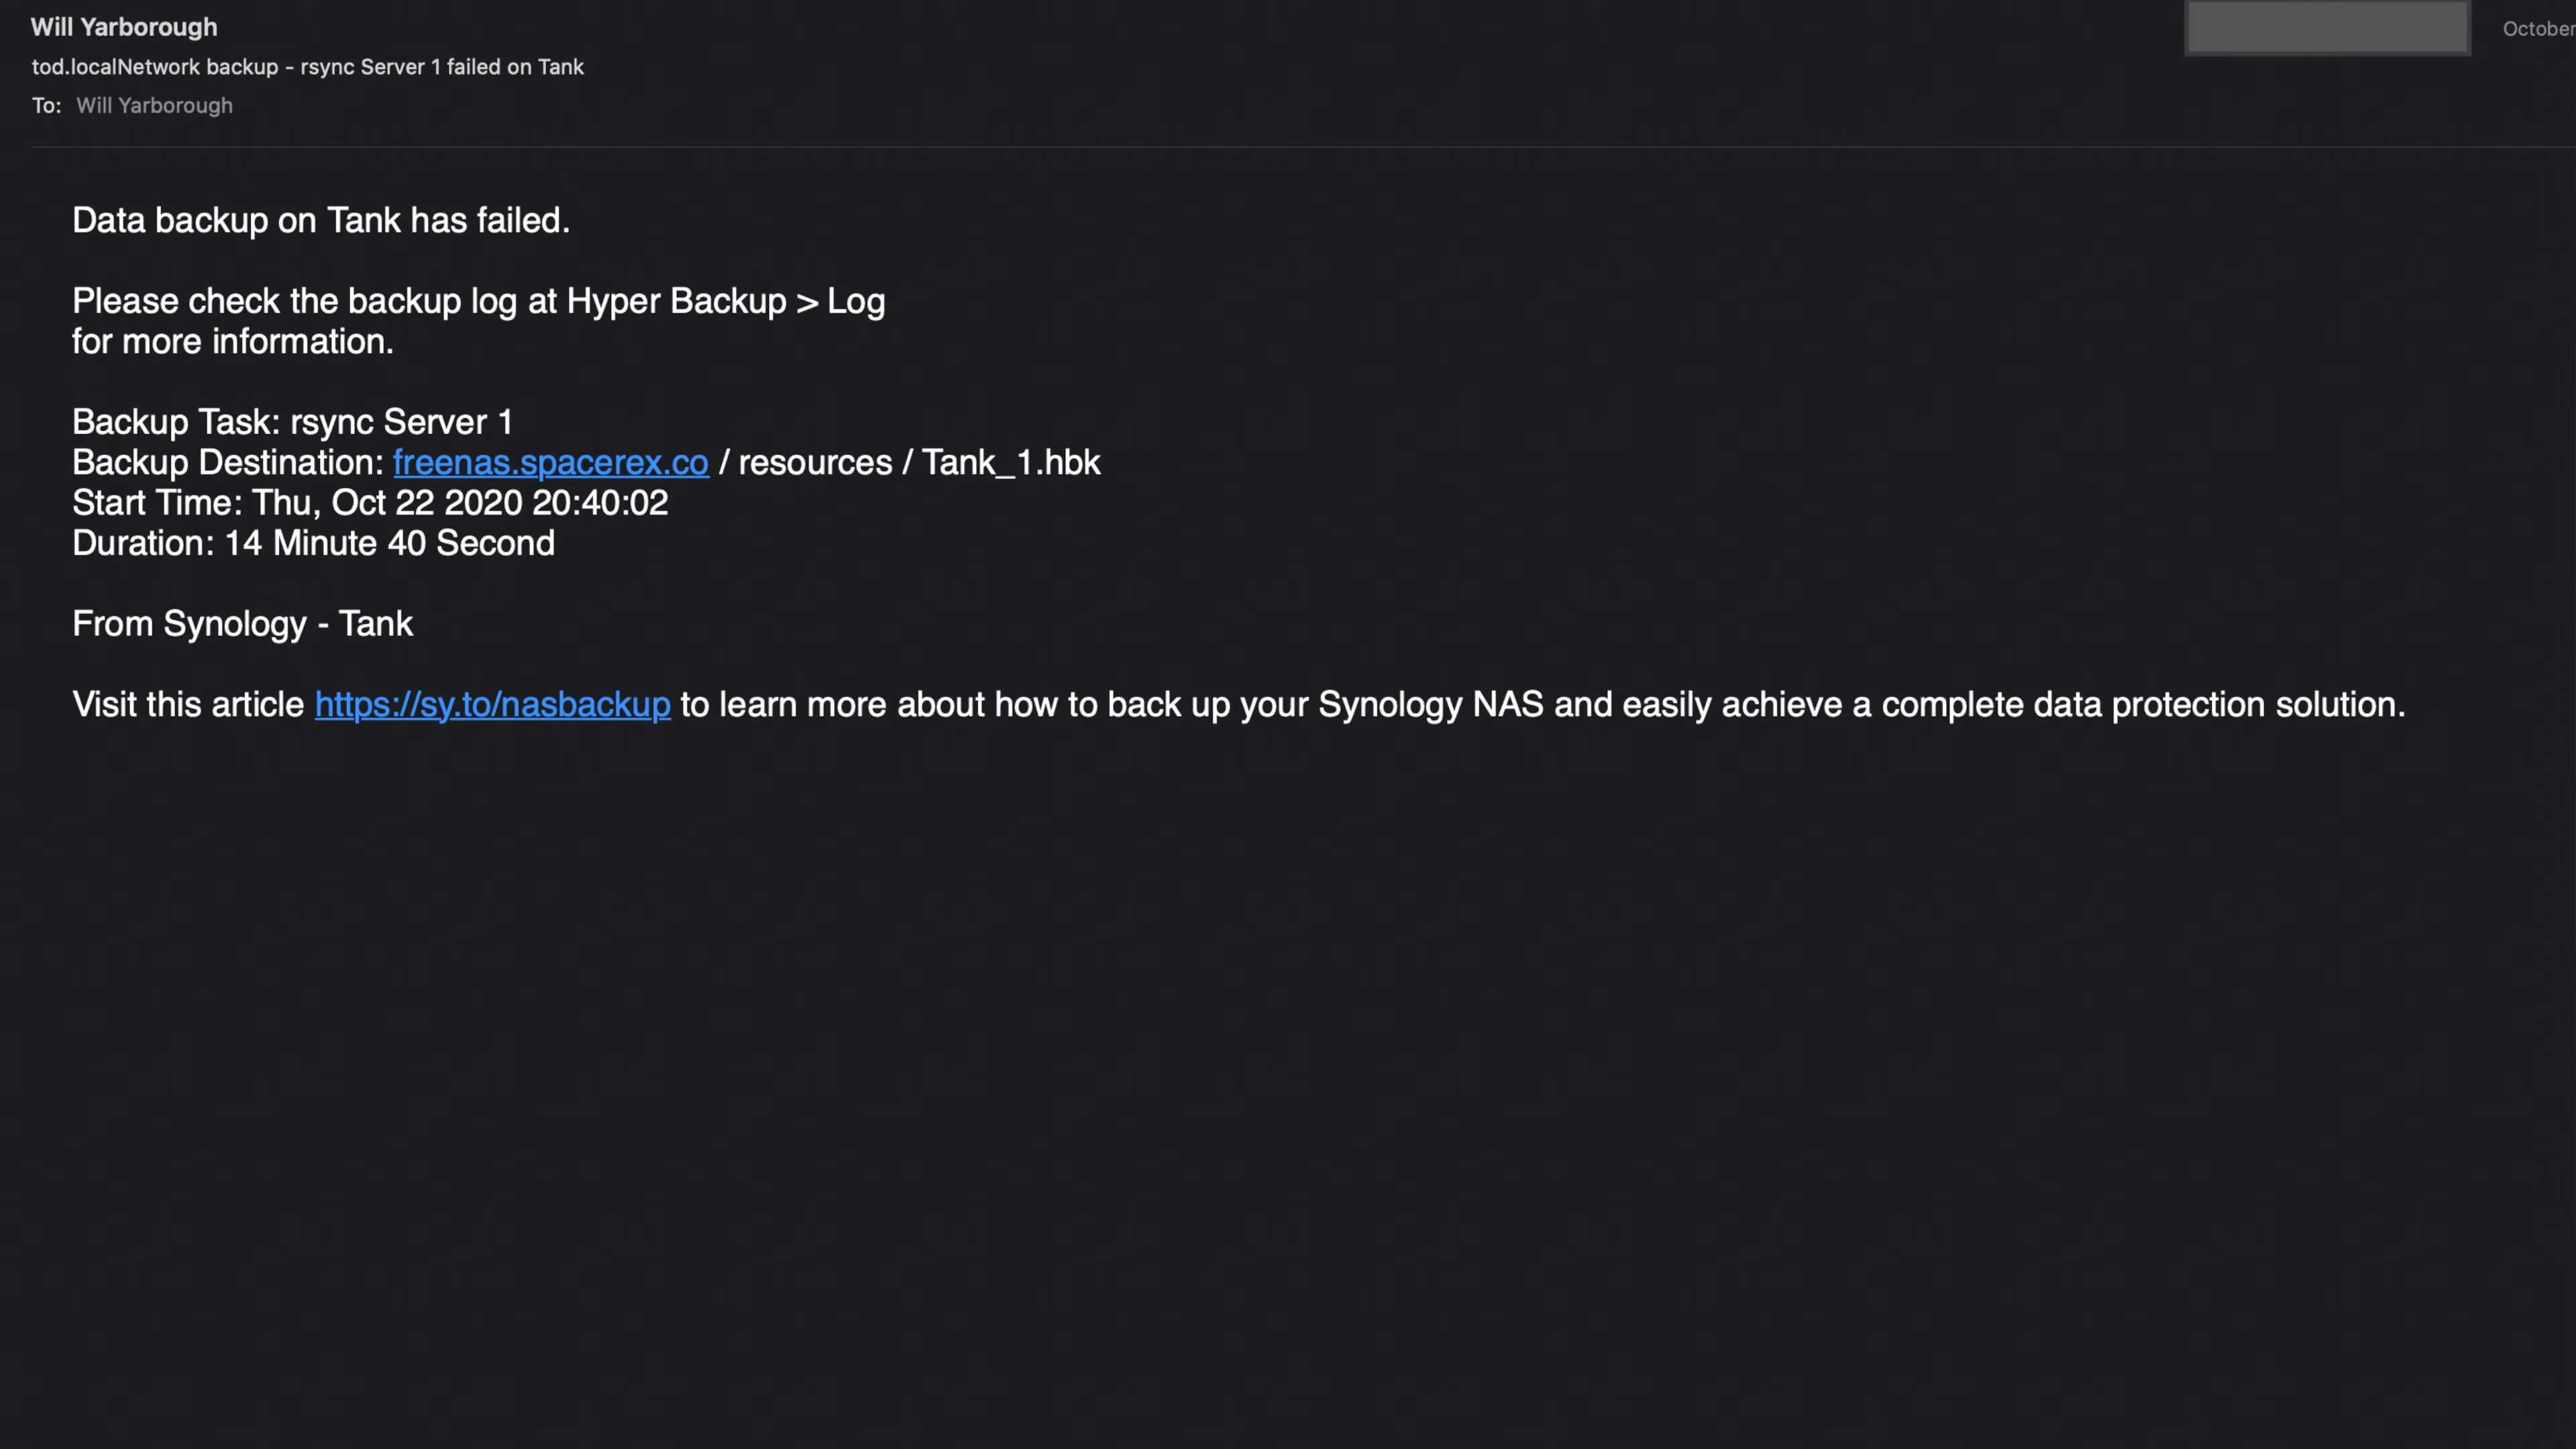 Will Yarborough
October
tod.localNetwork backup - rsync Server 1 failed on Tank
To: Will Yarborough
Data backup on Tank has failed.
Please check the backup log at Hyper Backup > Log
for more information.
Backup Task: rsync Server 1
Backup Destination: freenas.spacerex.co / resources / Tank_1.hbk
Start Time: Thu, Oct 22 2020 20:40:02
Duration: 14 Minute 40 Second
From Synology - Tank
Visit this article https://sy.to/nasbackup to learn more about how to back up your Synology NAS and easily achieve a complete data protection solution.